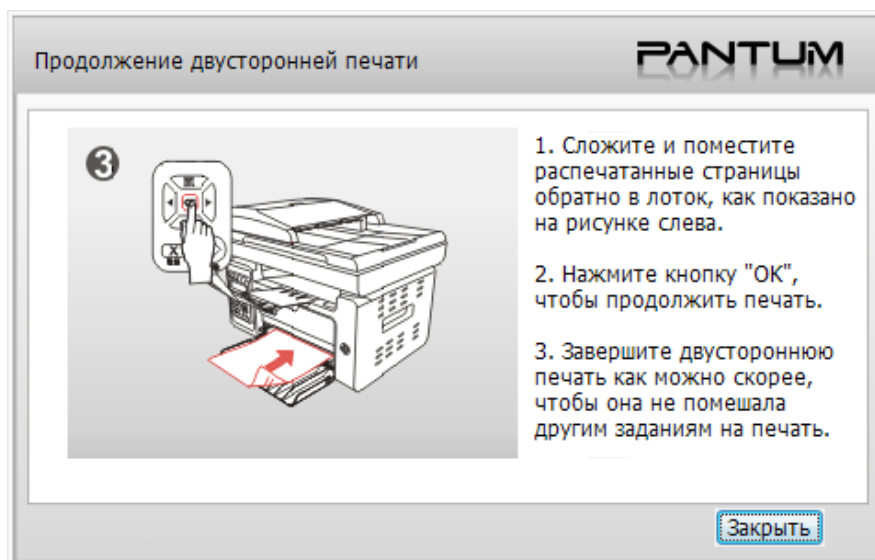 Продолжение двусторонней печати
PANTUM
3
1. Сложите и поместите
распечатанные страницы
обратно в лоток, как показано
на рисунке слева.
2. Нажмите кнопку "ОК",
чтобы продолжить печать.
3. Завершите двустороннюю
печать как можно скорее,
чтобы она не помешала
другим заданиям на печать.
Закрыть